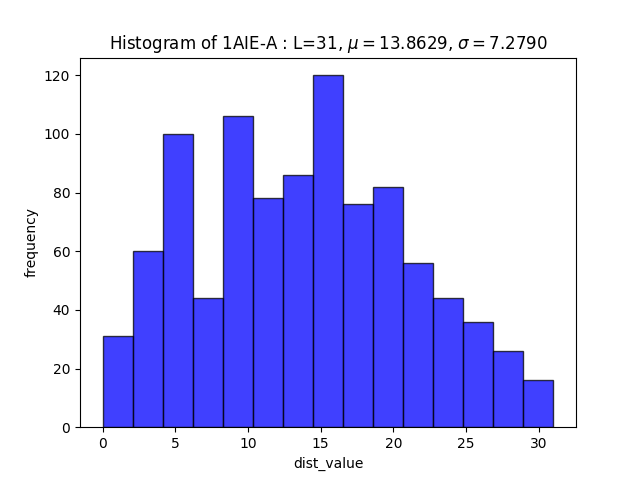 Histogram of 1AIE-A : L=31, μ = 13.8629, σ = 7.2790
120
100
80
60
40
20
0
frequency
0 5 10 15 20 25 30
dist_value